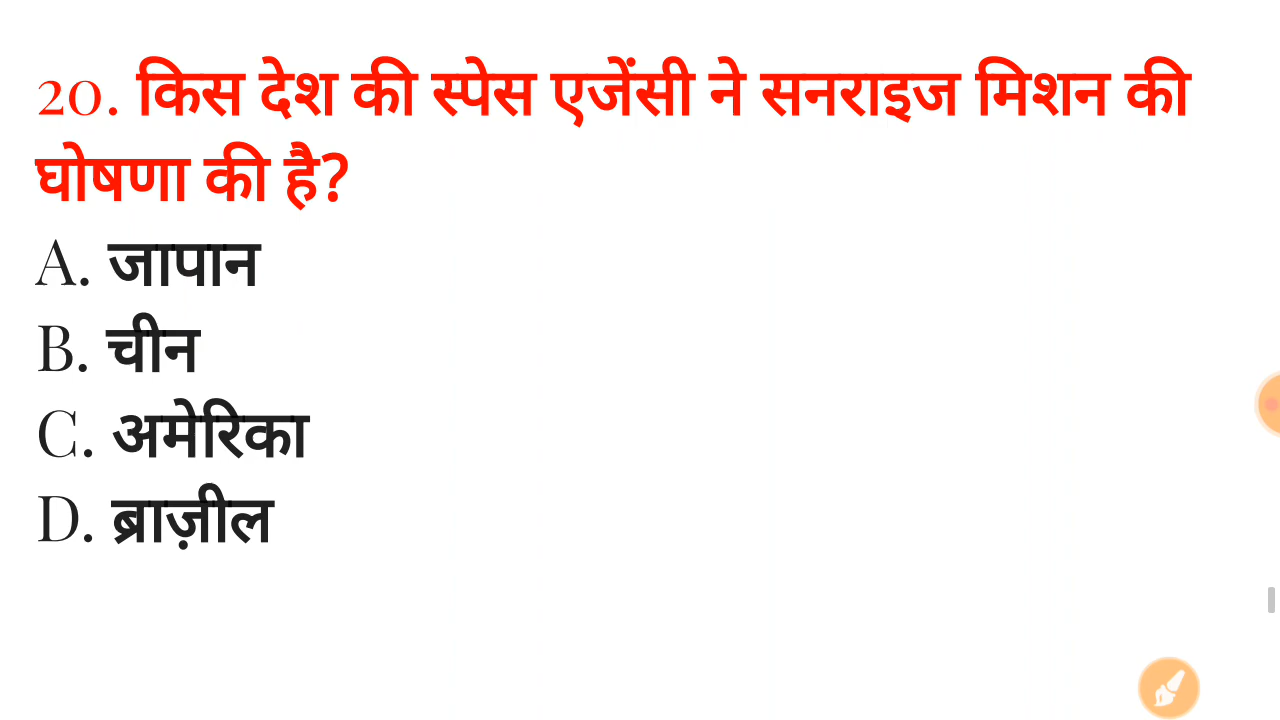 20. किस देश की स्पेस एजेंसी ने सनराइज मिशन की
घोषणा की है?
A. जापान
B. चीन
C. अमेरिका
D. ब्राज़ील